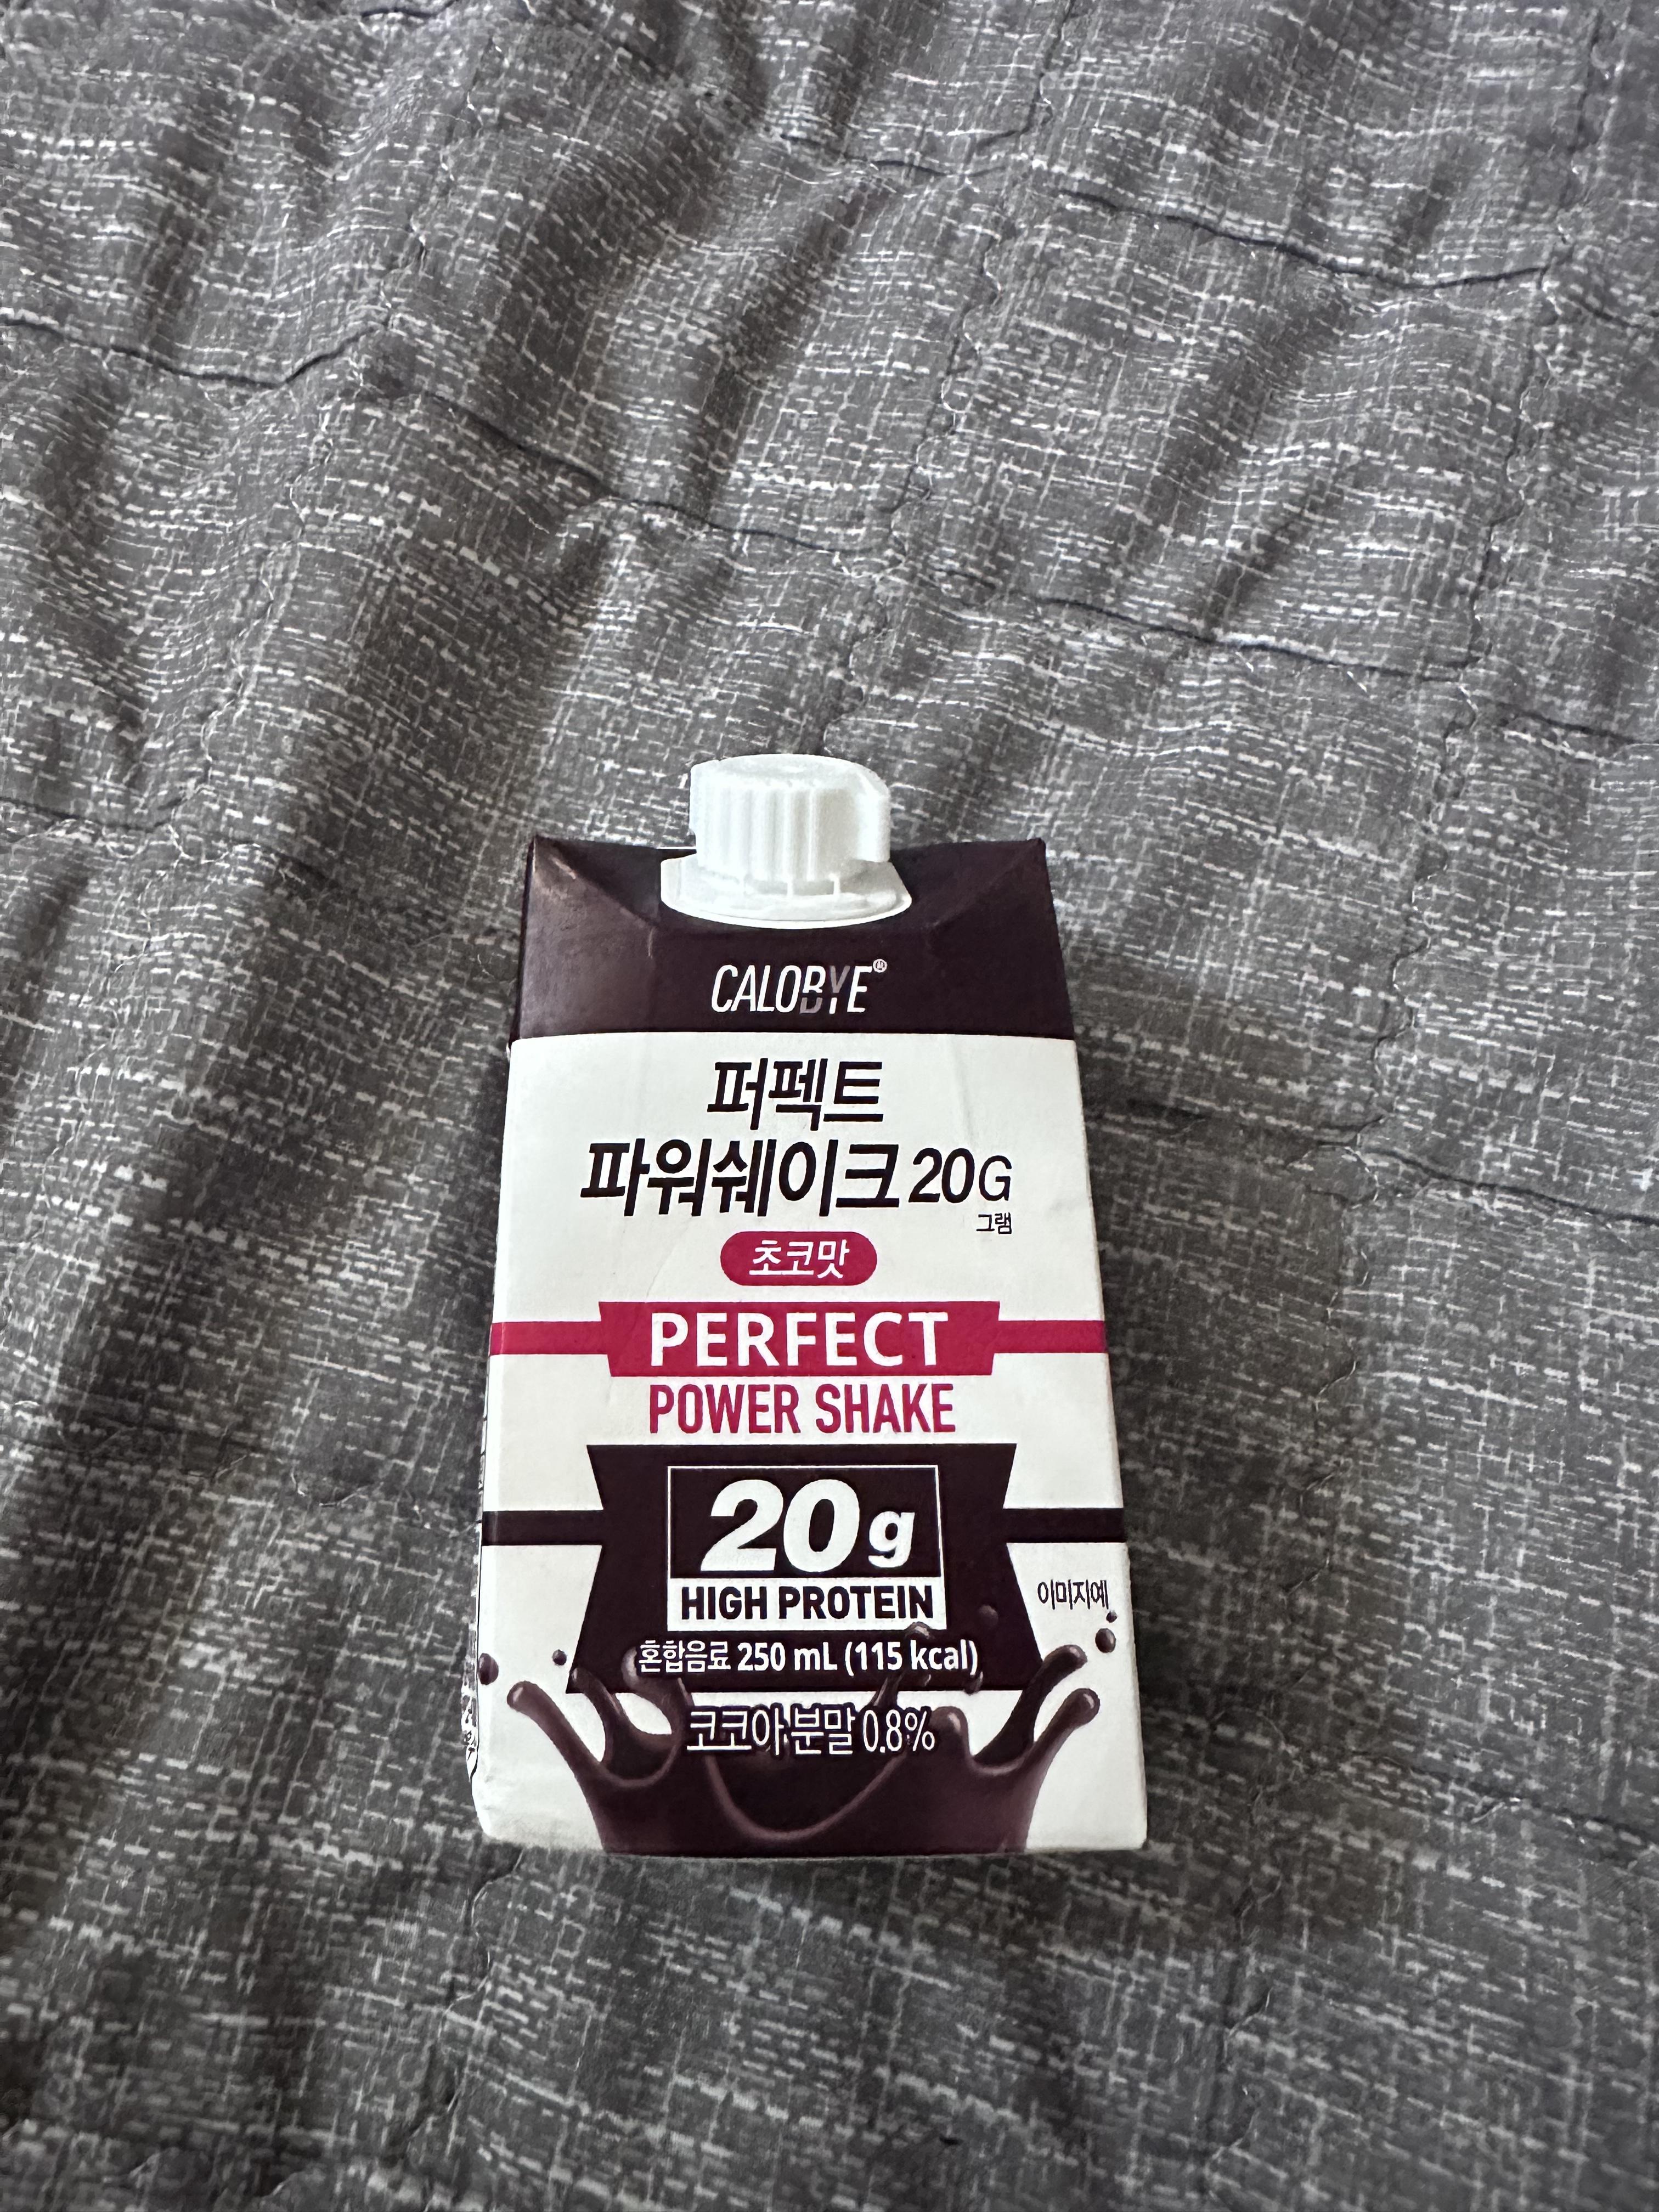 CALOBYE®
퍼펙트
파워쉐이크 20G
그램
초코맛
PERFECT
POWER SHAKE
20g
HIGH PROTEIN
이미지예
혼합음료 250 mL (115 kcal)
코코아분말 0.8%